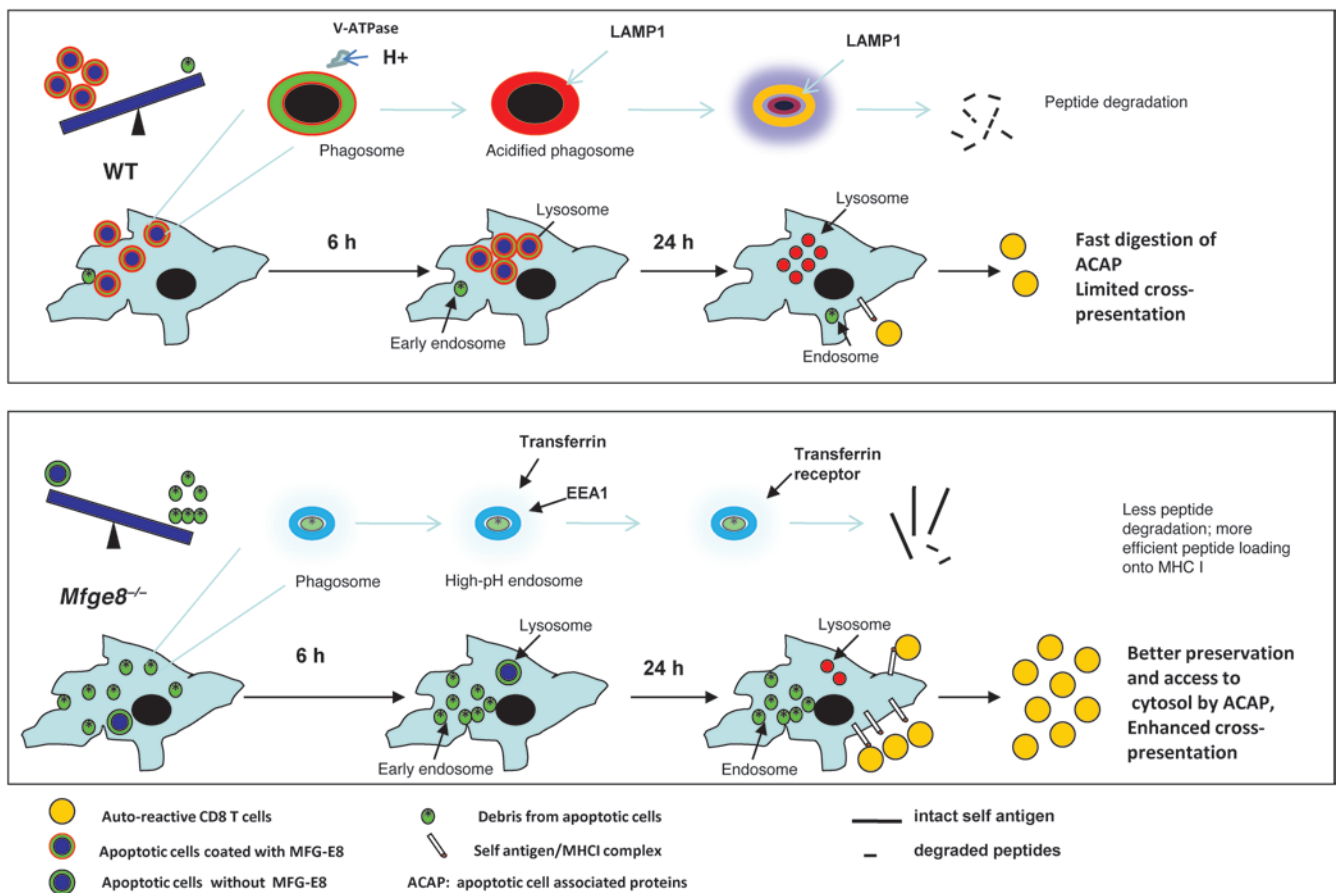 V-ATPase
H+
LAMP1
LAMP1
Phagosome
Acidified phagosome
Peptide degradation
WT
6 h
Lysosome
24 h
Lysosome
Early endosome
Endosome
Fast digestion of
ACAP
Limited cross-
presentation
Transferrin
EEA1
Transferrin
receptor
Phagosome
High-pH endosome
Less peptide
degradation; more
efficient peptide loading
onto MHC I
Mfge8–/–
6 h
Lysosome
24 h
Lysosome
Early endosome
Endosome
Better preservation
and access to
cytosol by ACAP,
Enhanced cross-
presentation
Auto-reactive CD8 T cells
Debris from apoptotic cells
intact self antigen
Apoptotic cells coated with MFG-E8
Self antigen/MHCI complex
degraded peptides
Apoptotic cells without MFG-E8
ACAP: apoptotic cell associated proteins